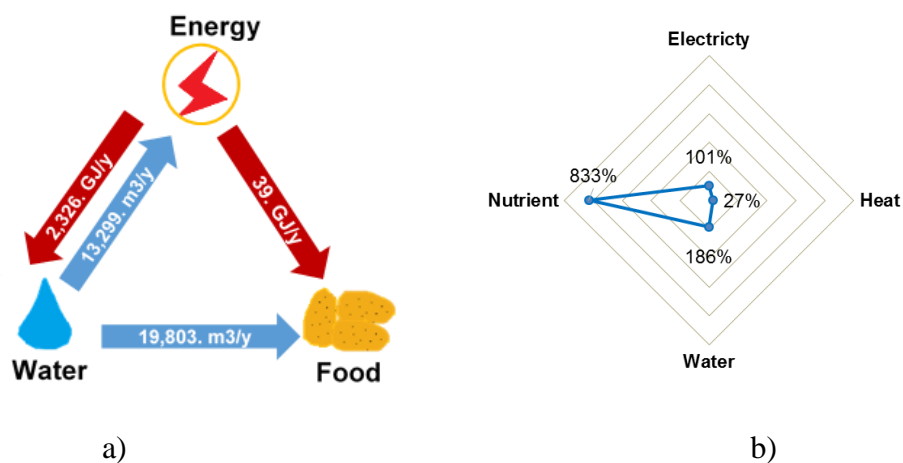 Energy
2,326. GJ/y
13,299. m3/y
39. GJ/y
19,803. m3/y
Water
Food
a)
Electricty
101%
833%
Nutrient
27%
Heat
186%
Water
b)